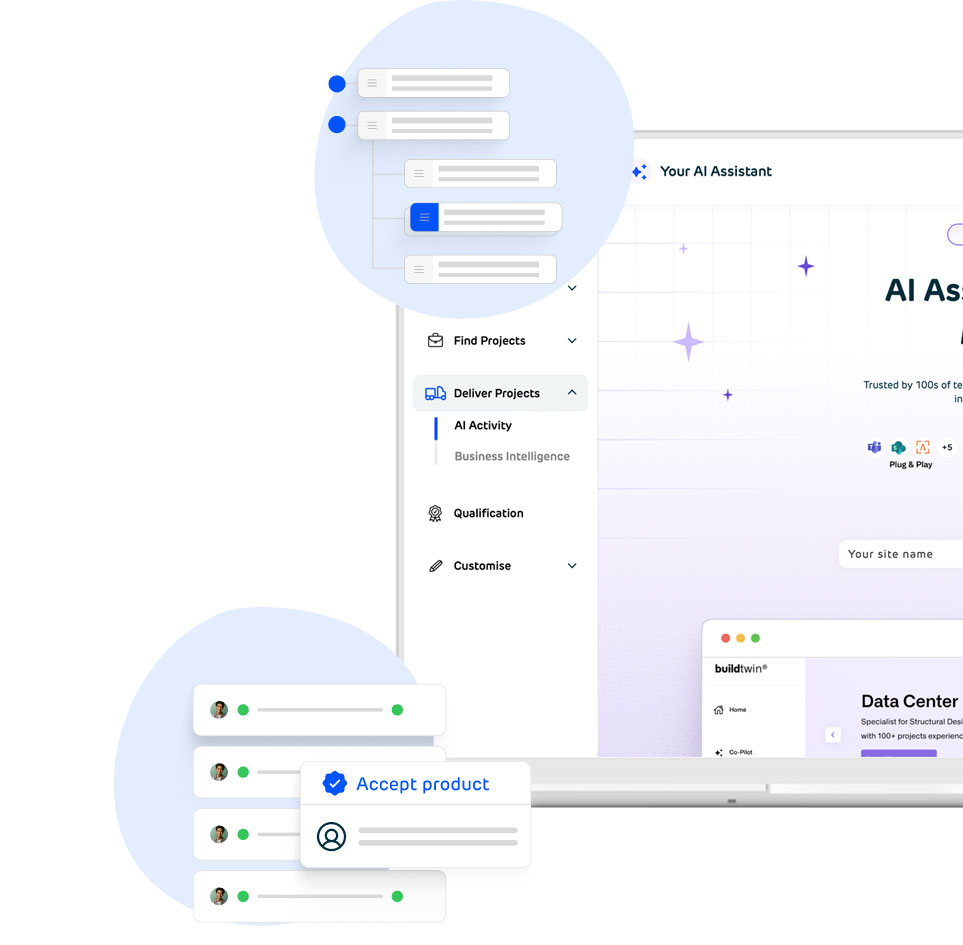 Your AI Assistant
AI As
Find Projects
Deliver Projects
AI Activity
Business Intelligence
Qualification
Customise
Trusted by 100s of te
in
+5
Plug & Play
Your site name
buildtwin®
Home
Co-Pilot
Data Center
Specialist for Structural Desi
with 100+ projects experienc
Accept product